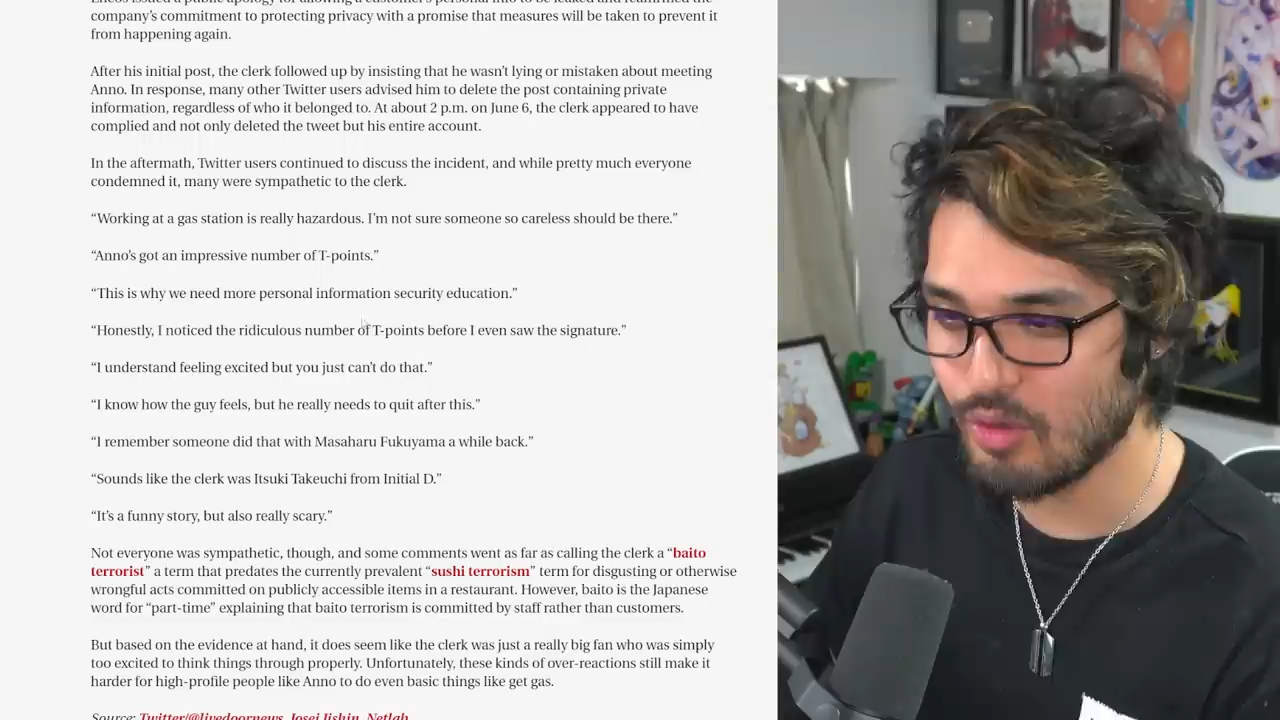 company's commitment to protecting privacy with a promise that measures will be taken to prevent it
from happening again.
After his initial post, the clerk followed up by insisting that he wasn't lying or mistaken about meeting
Anno. In response, many other Twitter users advised him to delete the post containing private
information, regardless of who it belonged to. At about 2 p.m. on June 6, the clerk appeared to have
complied and not only deleted the tweet but his entire account.
In the aftermath, Twitter users continued to discuss the incident, and while pretty much everyone
condemned it, many were sympathetic to the clerk.
“Working at a gas station is really hazardous. I'm not sure someone so careless should be there.”
“Anno's got an impressive number of T-points.”
“This is why we need more personal information security education.”
“Honestly, I noticed the ridiculous number of T-points before I even saw the signature.”
“I understand feeling excited but you just can't do that.”
“I know how the guy feels, but he really needs to quit after this.”
“I remember someone did that with Masaharu Fukuyama a while back.”
“Sounds like the clerk was Itsuki Takeuchi from Initial D.”
“It's a funny story, but also really scary.”
Not everyone was sympathetic, though, and some comments went as far as calling the clerk a “baito
terrorist” a term that predates the currently prevalent “sushi terrorism” term for disgusting or otherwise
wrongful acts committed on publicly accessible items in a restaurant. However, baito is the Japanese
word for “part-time” explaining that baito terrorism is committed by staff rather than customers.
But based on the evidence at hand, it does seem like the clerk was just a really big fan who was simply
too excited to think things through properly. Unfortunately, these kinds of over-reactions still make it
harder for high-profile people like Anno to do even basic things like get gas.
Source: Twitter/@livedoornews, Josei Jishin, Netlab